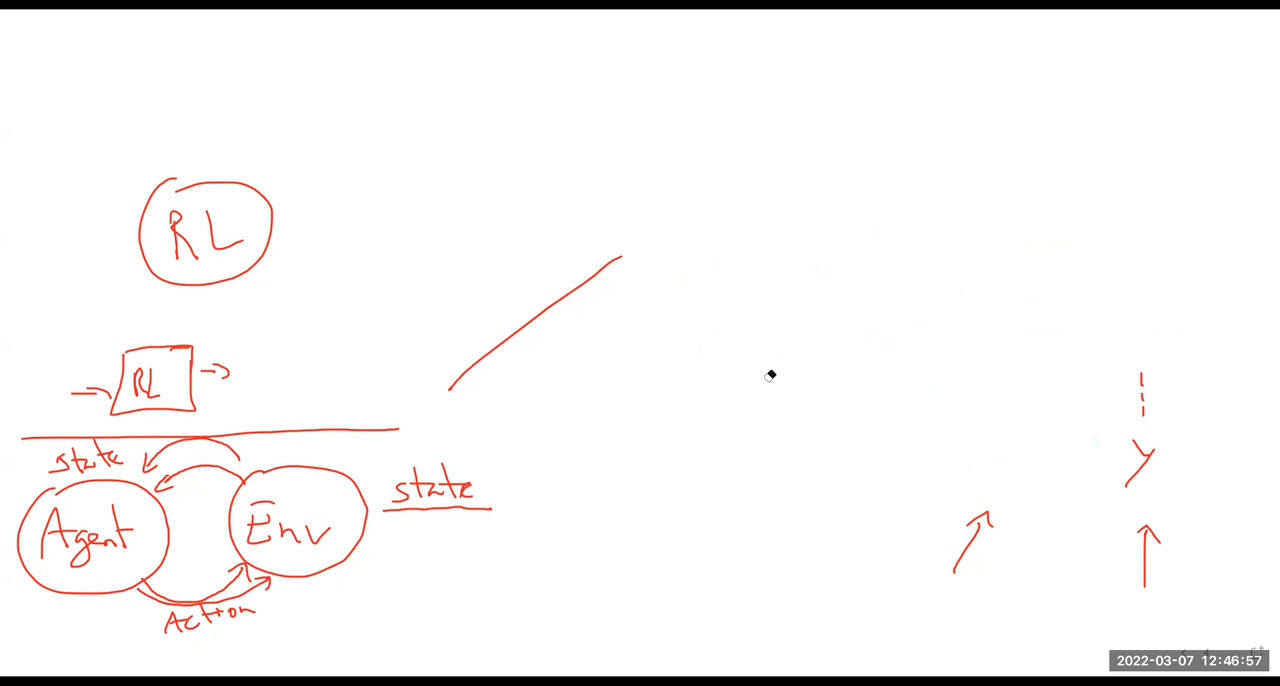 RL
RL
state
state
Agent
Env
Action
y
2022-03-07 12:46:57